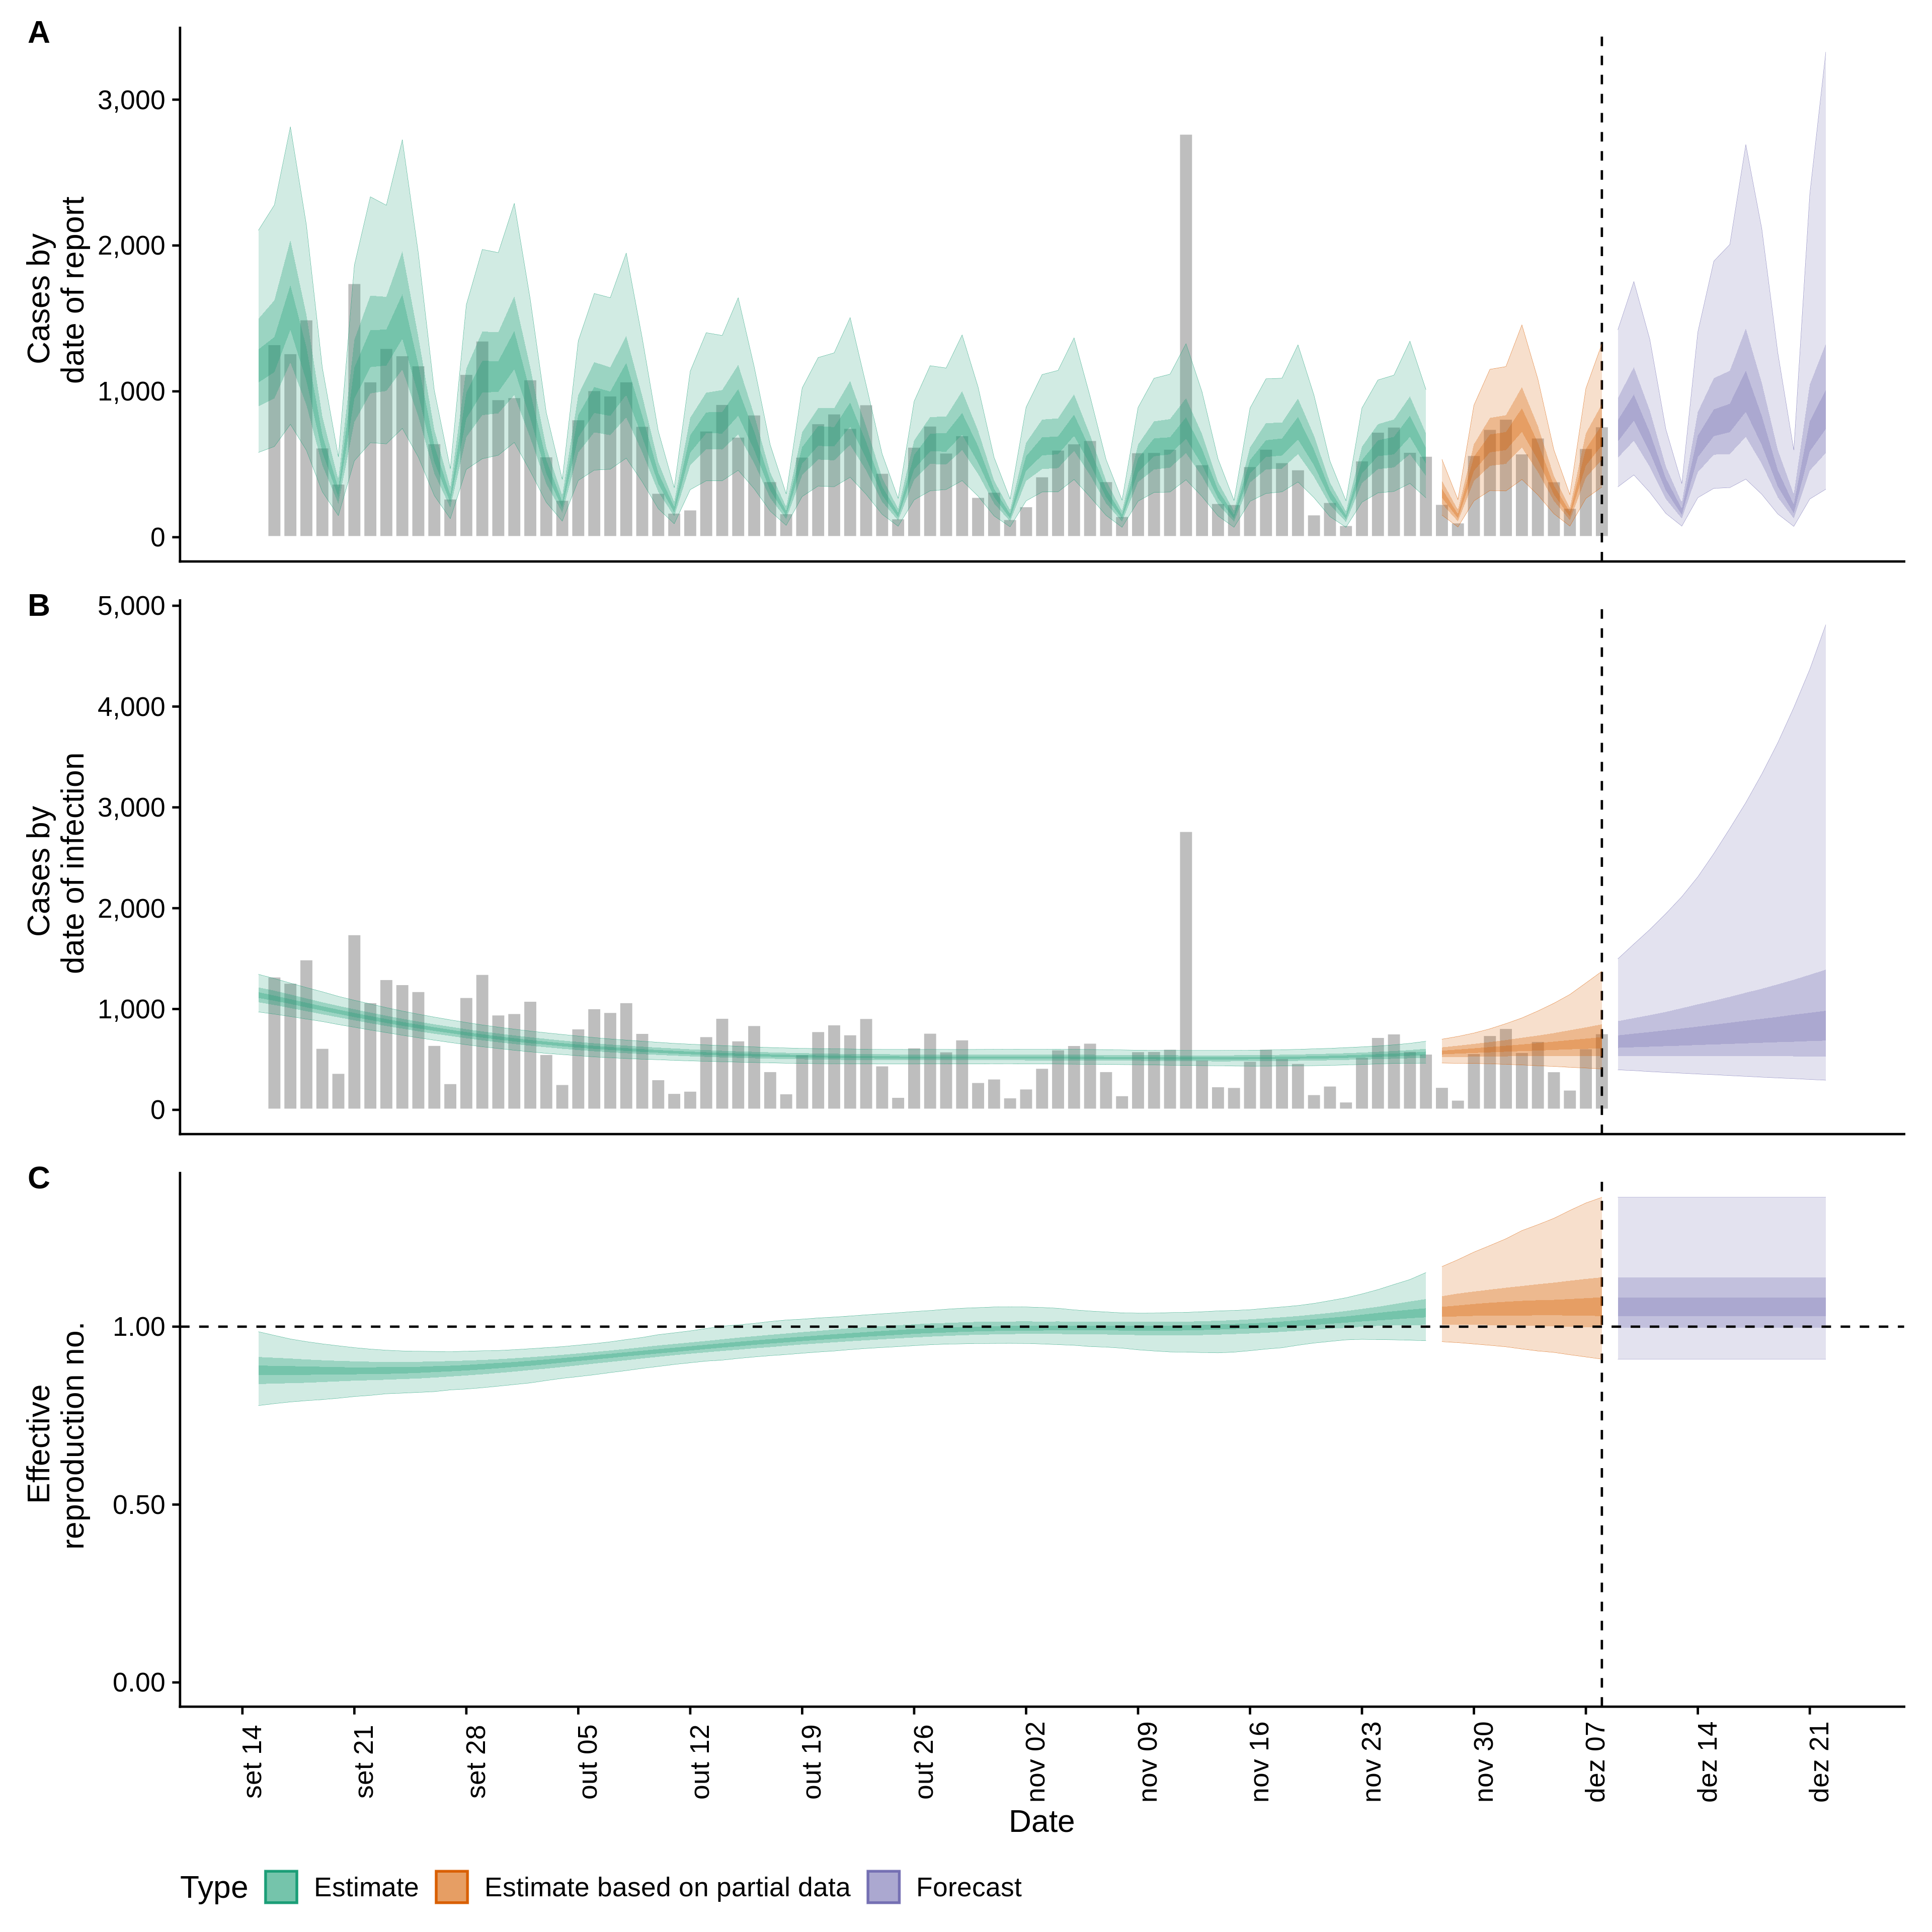 A
Cases by
date of report
3,000
2,000
1,000
0
B
Cases by
date of infection
5,000
4,000
3,000
2,000
1,000
0
C
Effective
reproduction no.
1.00
0.50
0.00
set 14
set 21
set 28
out 05
out 12
out 19
out 26
nov 02
nov 09
nov 16
nov 23
nov 30
dez 07
dez 14
dez 21
Date
Type Estimate Estimate based on partial data Forecast